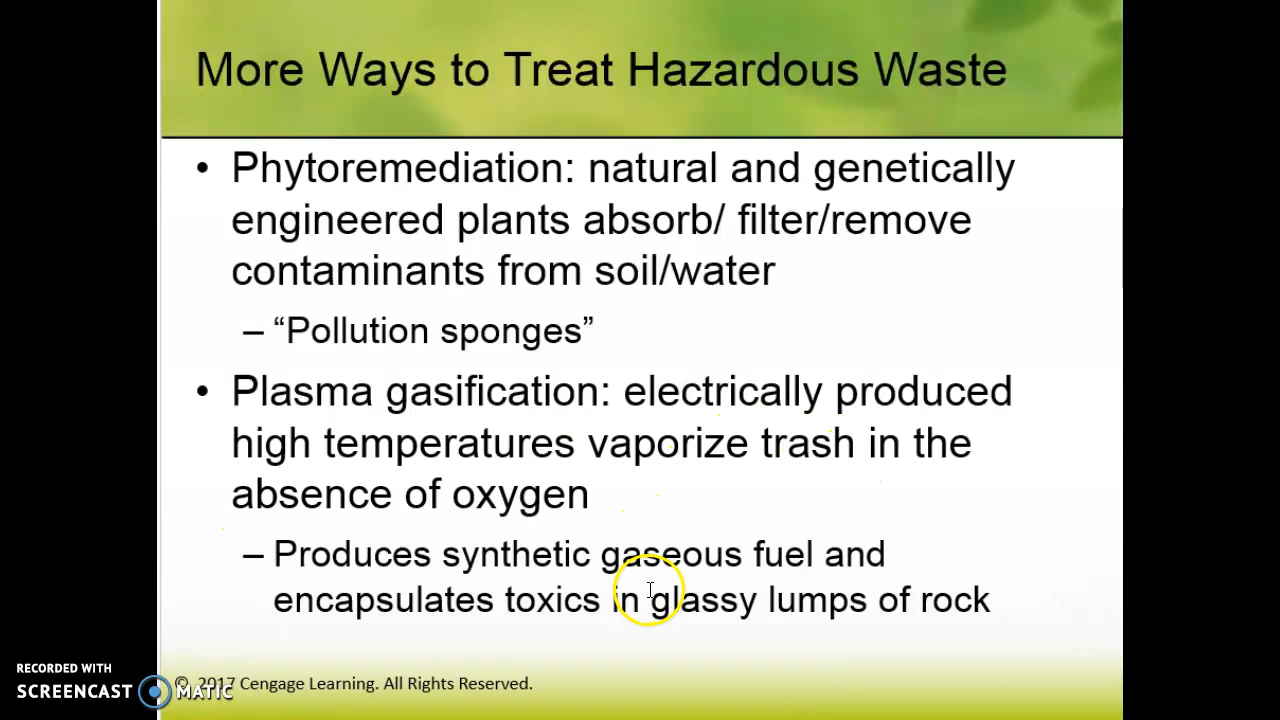 More Ways to Treat Hazardous Waste
• Phytoremediation: natural and genetically
engineered plants absorb/ filter/remove
contaminants from soil/water
– “Pollution sponges”
• Plasma gasification: electrically produced
high temperatures vaporize trash in the
absence of oxygen
– Produces synthetic gaseous fuel and
encapsulates toxics in glassy lumps of rock
RECORDED WITH
SCREENCAST MATIC
© 2017 Cengage Learning. All Rights Reserved.